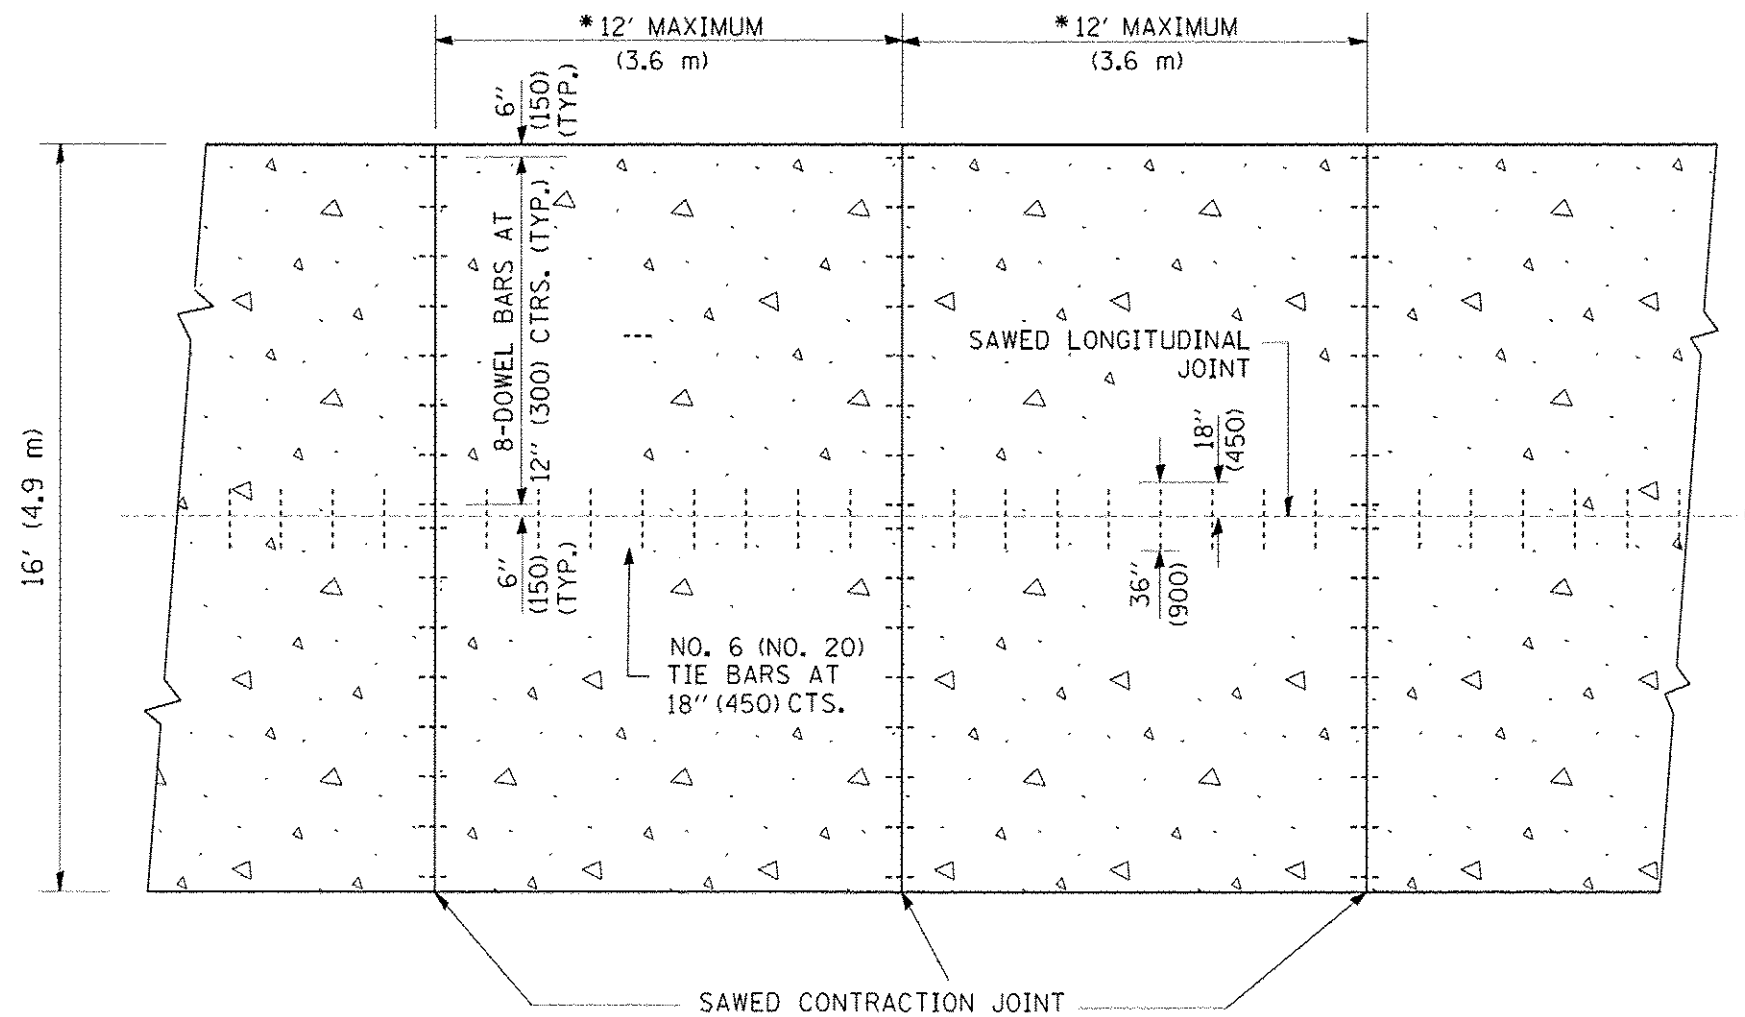 *12' MAXIMUM
(3.6 m)
*12' MAXIMUM
(3.6 m)
6"
(150)
(TYP.)
16' (4.9 m)
8-DOWEL BARS AT
12" (300) CTRS. (TYP.)
SAWED LONGITUDINAL
JOINT
18"
(450)
6"
(150)
(TYP.)
36"
(900)
NO. 6 (NO. 20)
TIE BARS AT
18" (450) CTS.
SAWED CONTRACTION JOINT